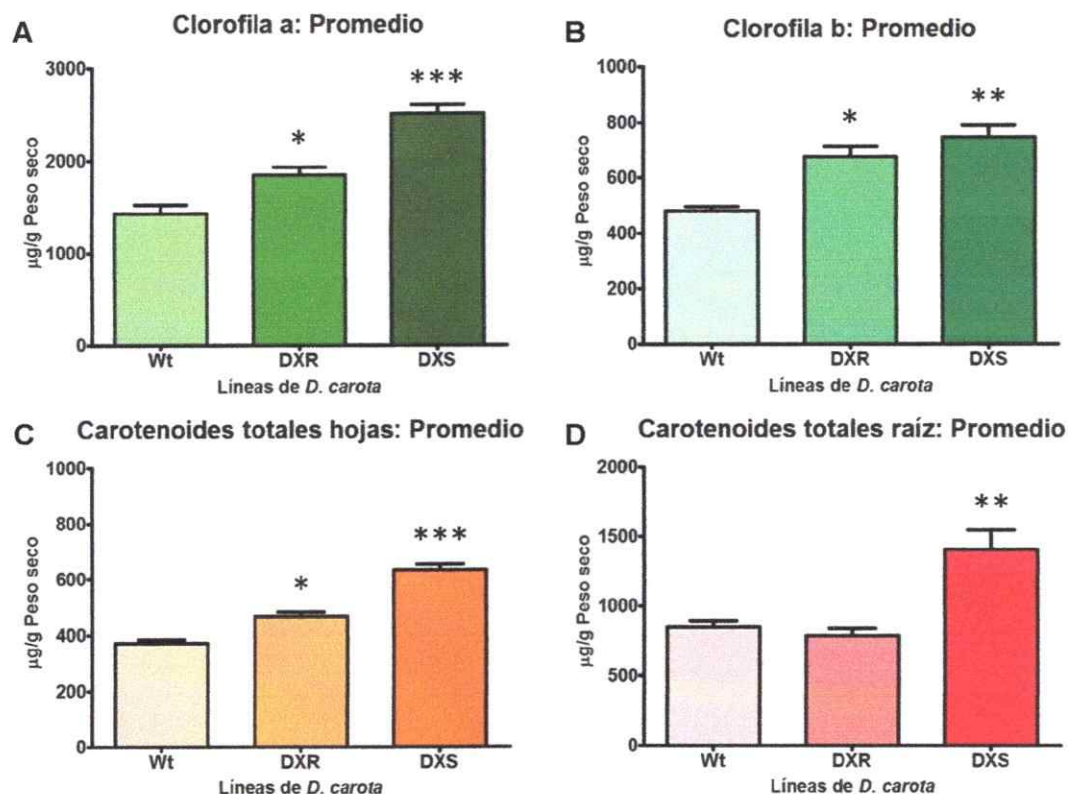 A
Clorofila a: Promedio
3000
2000
1000
0
µg/g Peso seco
*
***
Wt
DXR
DXS
Líneas de D. carota
B
Clorofila b: Promedio
1000
800
600
400
200
0
µg/g Peso seco
*
**
Wt
DXR
DXS
Líneas de D. carota
C
Carotenoides totales hojas: Promedio
1000
800
600
400
200
0
µg/g Peso seco
*
***
Wt
DXR
DXS
Líneas de D. carota
D
Carotenoides totales raíz: Promedio
2000
1500
1000
500
0
µg/g Peso seco
**
Wt
DXR
DXS
Líneas de D. carota